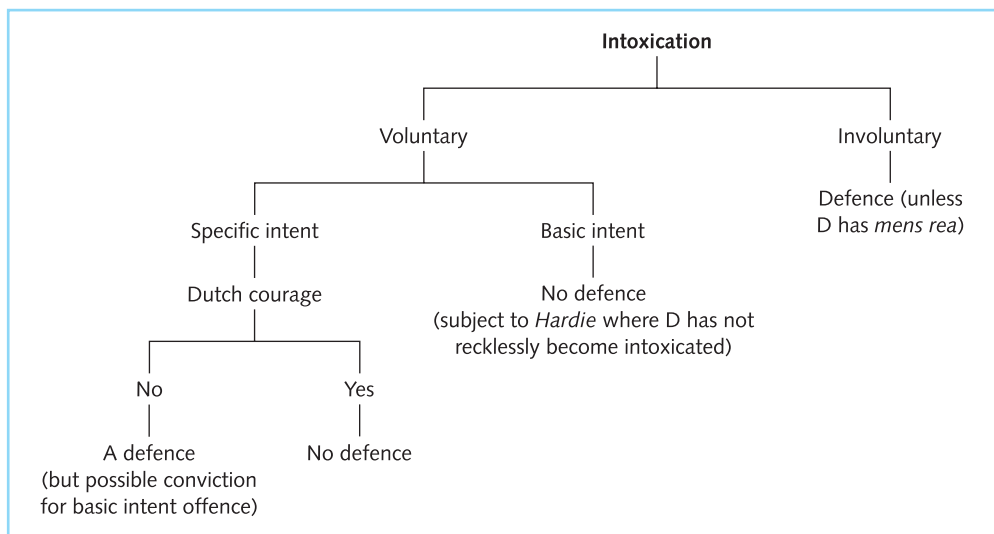 Intoxication
Voluntary
Involuntary
Defence (unless
D has mens rea)
Specific intent
Basic intent
Dutch courage
No defence
(subject to Hardie where D has not
recklessly become intoxicated)
No
Yes
A defence
(but possible conviction
for basic intent offence)
No defence